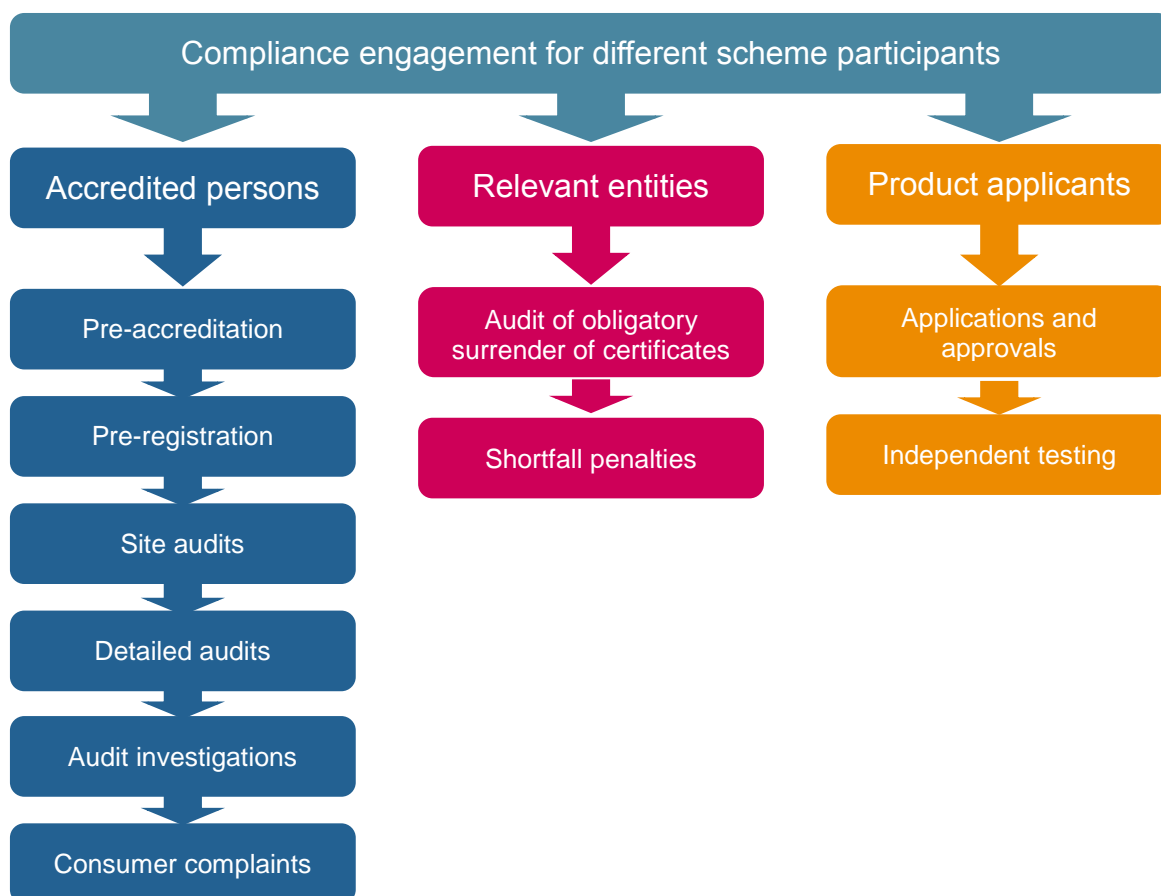 Compliance engagement for different scheme participants
Accredited persons
Pre-accreditation
Pre-registration
Site audits
Detailed audits
Audit investigations
Consumer complaints
Relevant entities
Audit of obligatory
surrender of certificates
Shortfall penalties
Product applicants
Applications and
approvals
Independent testing